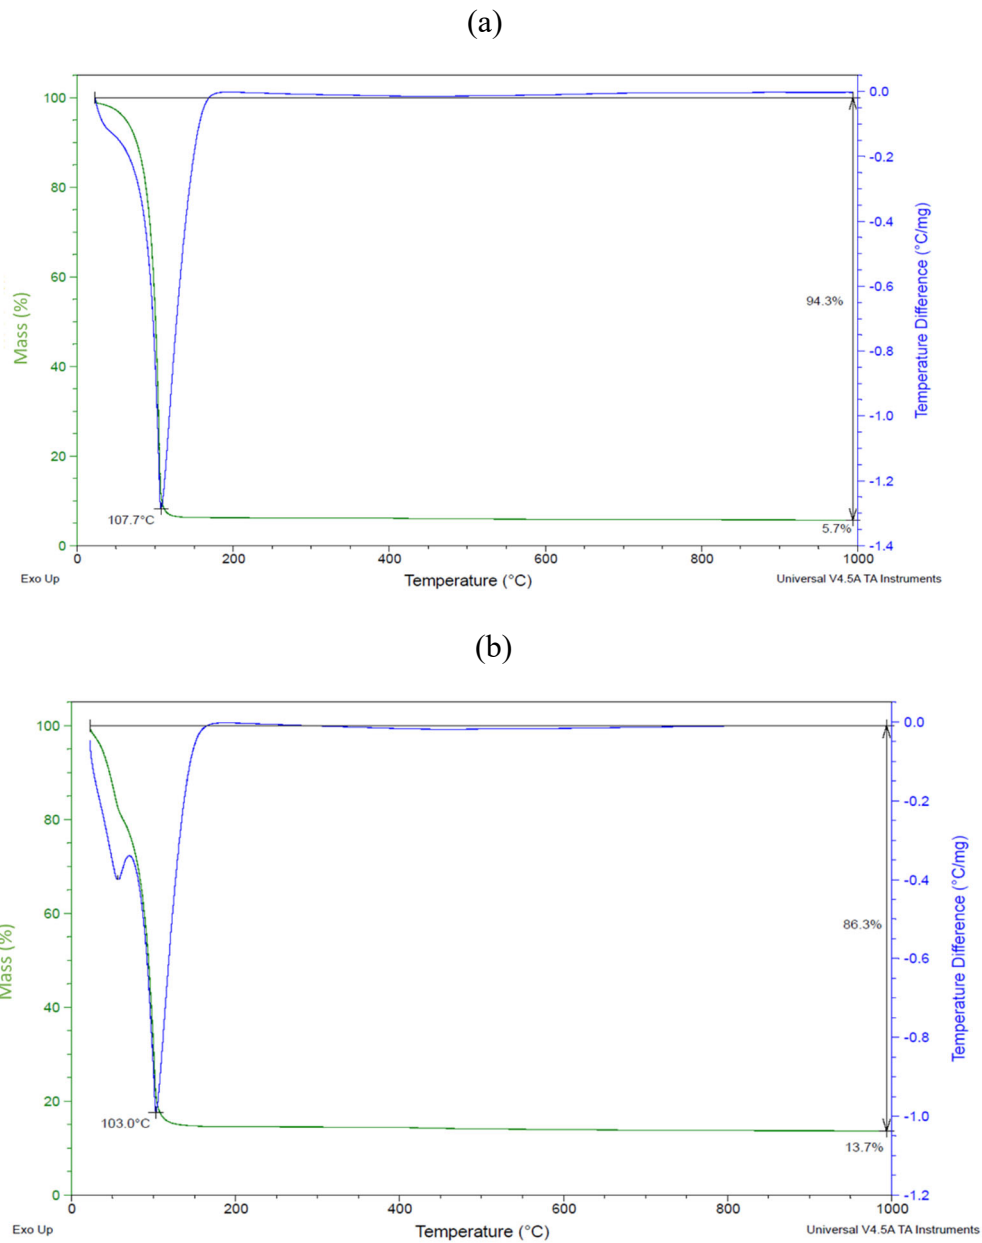 (a)
100
80
60
40
20
0
Mass (%)
0.0
-0.2
-0.4
-0.6
-0.8
-1.0
-1.2
-1.4
Temperature Difference (°C/mg)
94.3%
107.7°C
5.7%
0 200 400 600 800 1000
Exo Up
Temperature (°C)
Universal V4.5A TA Instruments
(b)
100
80
60
40
20
0
Mass (%)
0.0
-0.2
-0.4
-0.6
-0.8
-1.0
-1.2
Temperature Difference (°C/mg)
86.3%
103.0°C
13.7%
0 200 400 600 800 1000
Exo Up
Temperature (°C)
Universal V4.5A TA Instruments